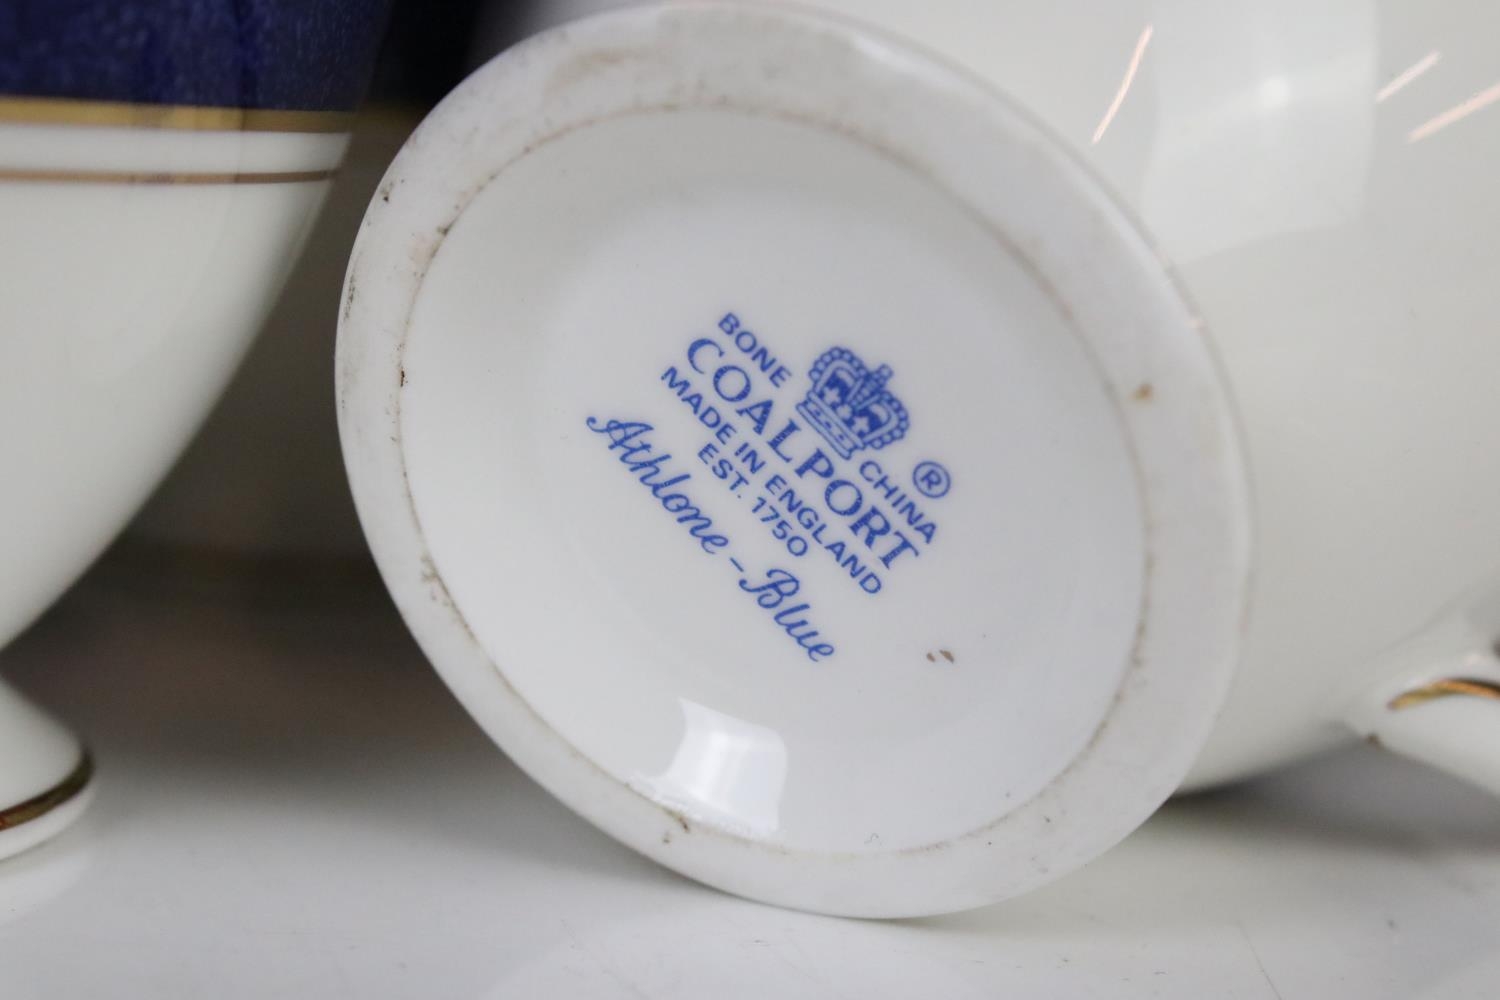 BONE CHINA ®
COALPORT
MADE IN ENGLAND
EST. 1750
Athlone - Blue